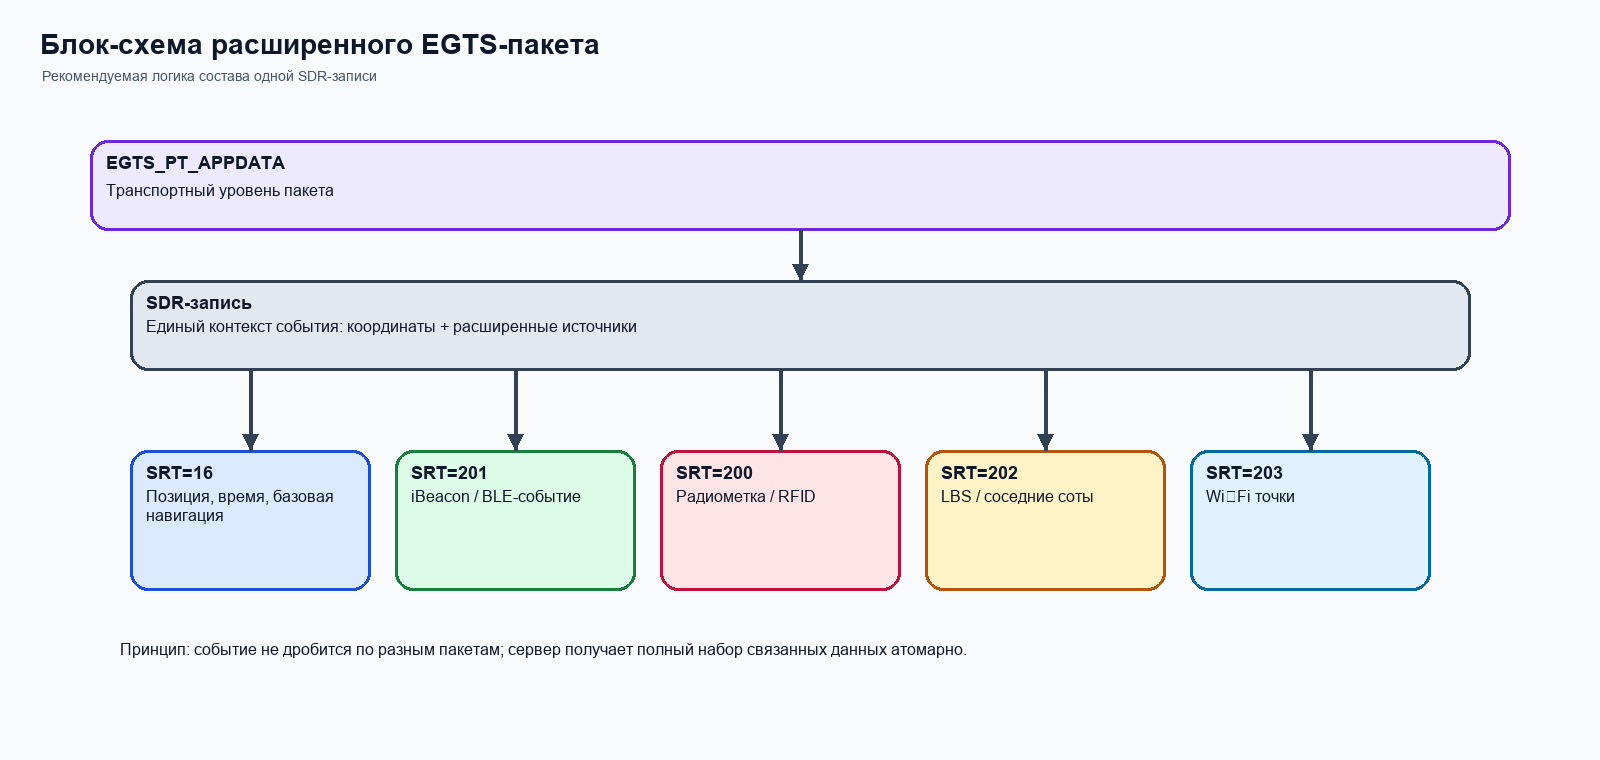 Блок-схема расширенного EGTS-пакета
Рекомендуемая логика состава одной SDR-записи
EGTS_PT_APPDATA
Транспортный уровень пакета
SDR-запись
Единый контекст события: координаты + расширенные источники
SRT=16
Позиция, время, базовая
навигация
SRT=201
iBeacon / BLE-событие
SRT=200
Радиометка / RFID
SRT=202
LBS / соседние соты
SRT=203
Wi□Fi точки
Принцип: событие не дробится по разным пакетам; сервер получает полный набор связанных данных атомарно.